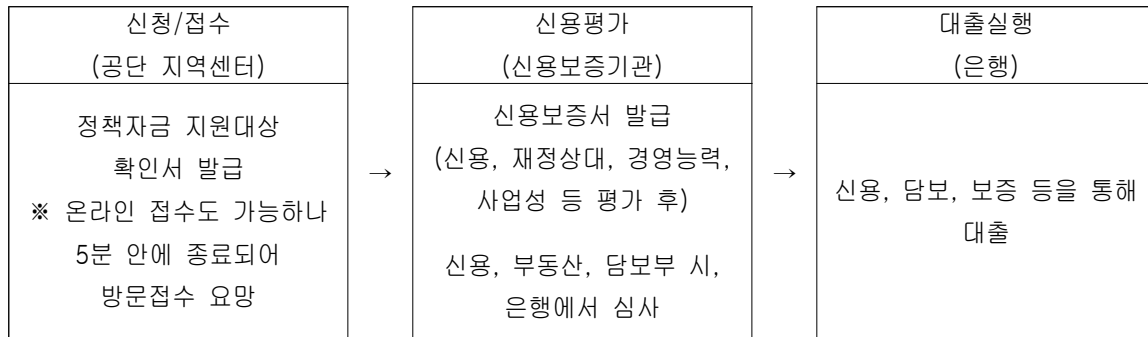 신청/접수
(공단 지역센터)
정책자금 지원대상
확인서 발급
※ 온라인 접수도 가능하나
5분 안에 종료되어
방문접수 요망
→
신용평가
(신용보증기관)
신용보증서 발급
(신용, 재정상대, 경영능력,
사업성 등 평가 후)
신용, 부동산, 담보부 시,
은행에서 심사
→
대출실행
(은행)
신용, 담보, 보증 등을 통해
대출